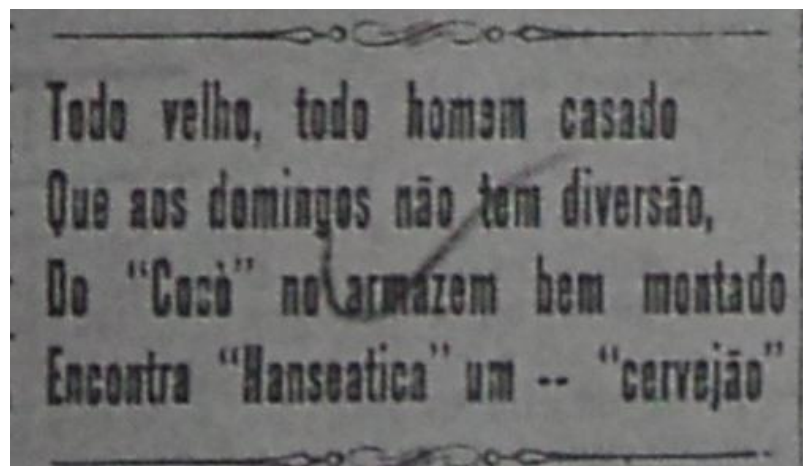 Todo velho, todo homem casado
Que aos domingos não tem diversão,
Do "Cosò" no armazem bem montado
Encontra "Hanseatica" um -- "cervejão"